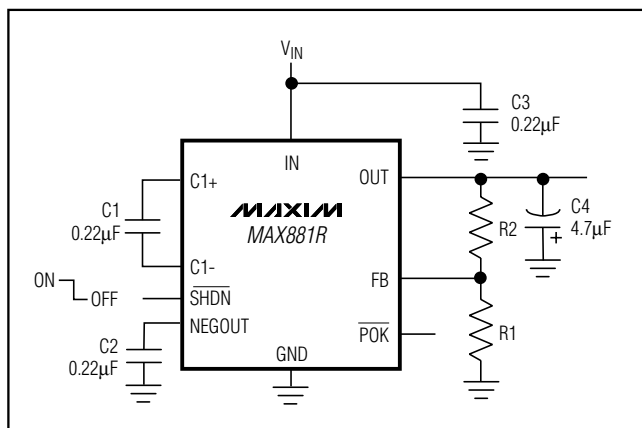 VIN
C3
0.22µF
IN
C1+
OUT
C1
0.22µF
MAXIM
MAX881R
R2
C4
4.7µF
+
C1-
FB
ON
OFF
SHDN
NEGOUT
POK
R1
C2
0.22µF
GND